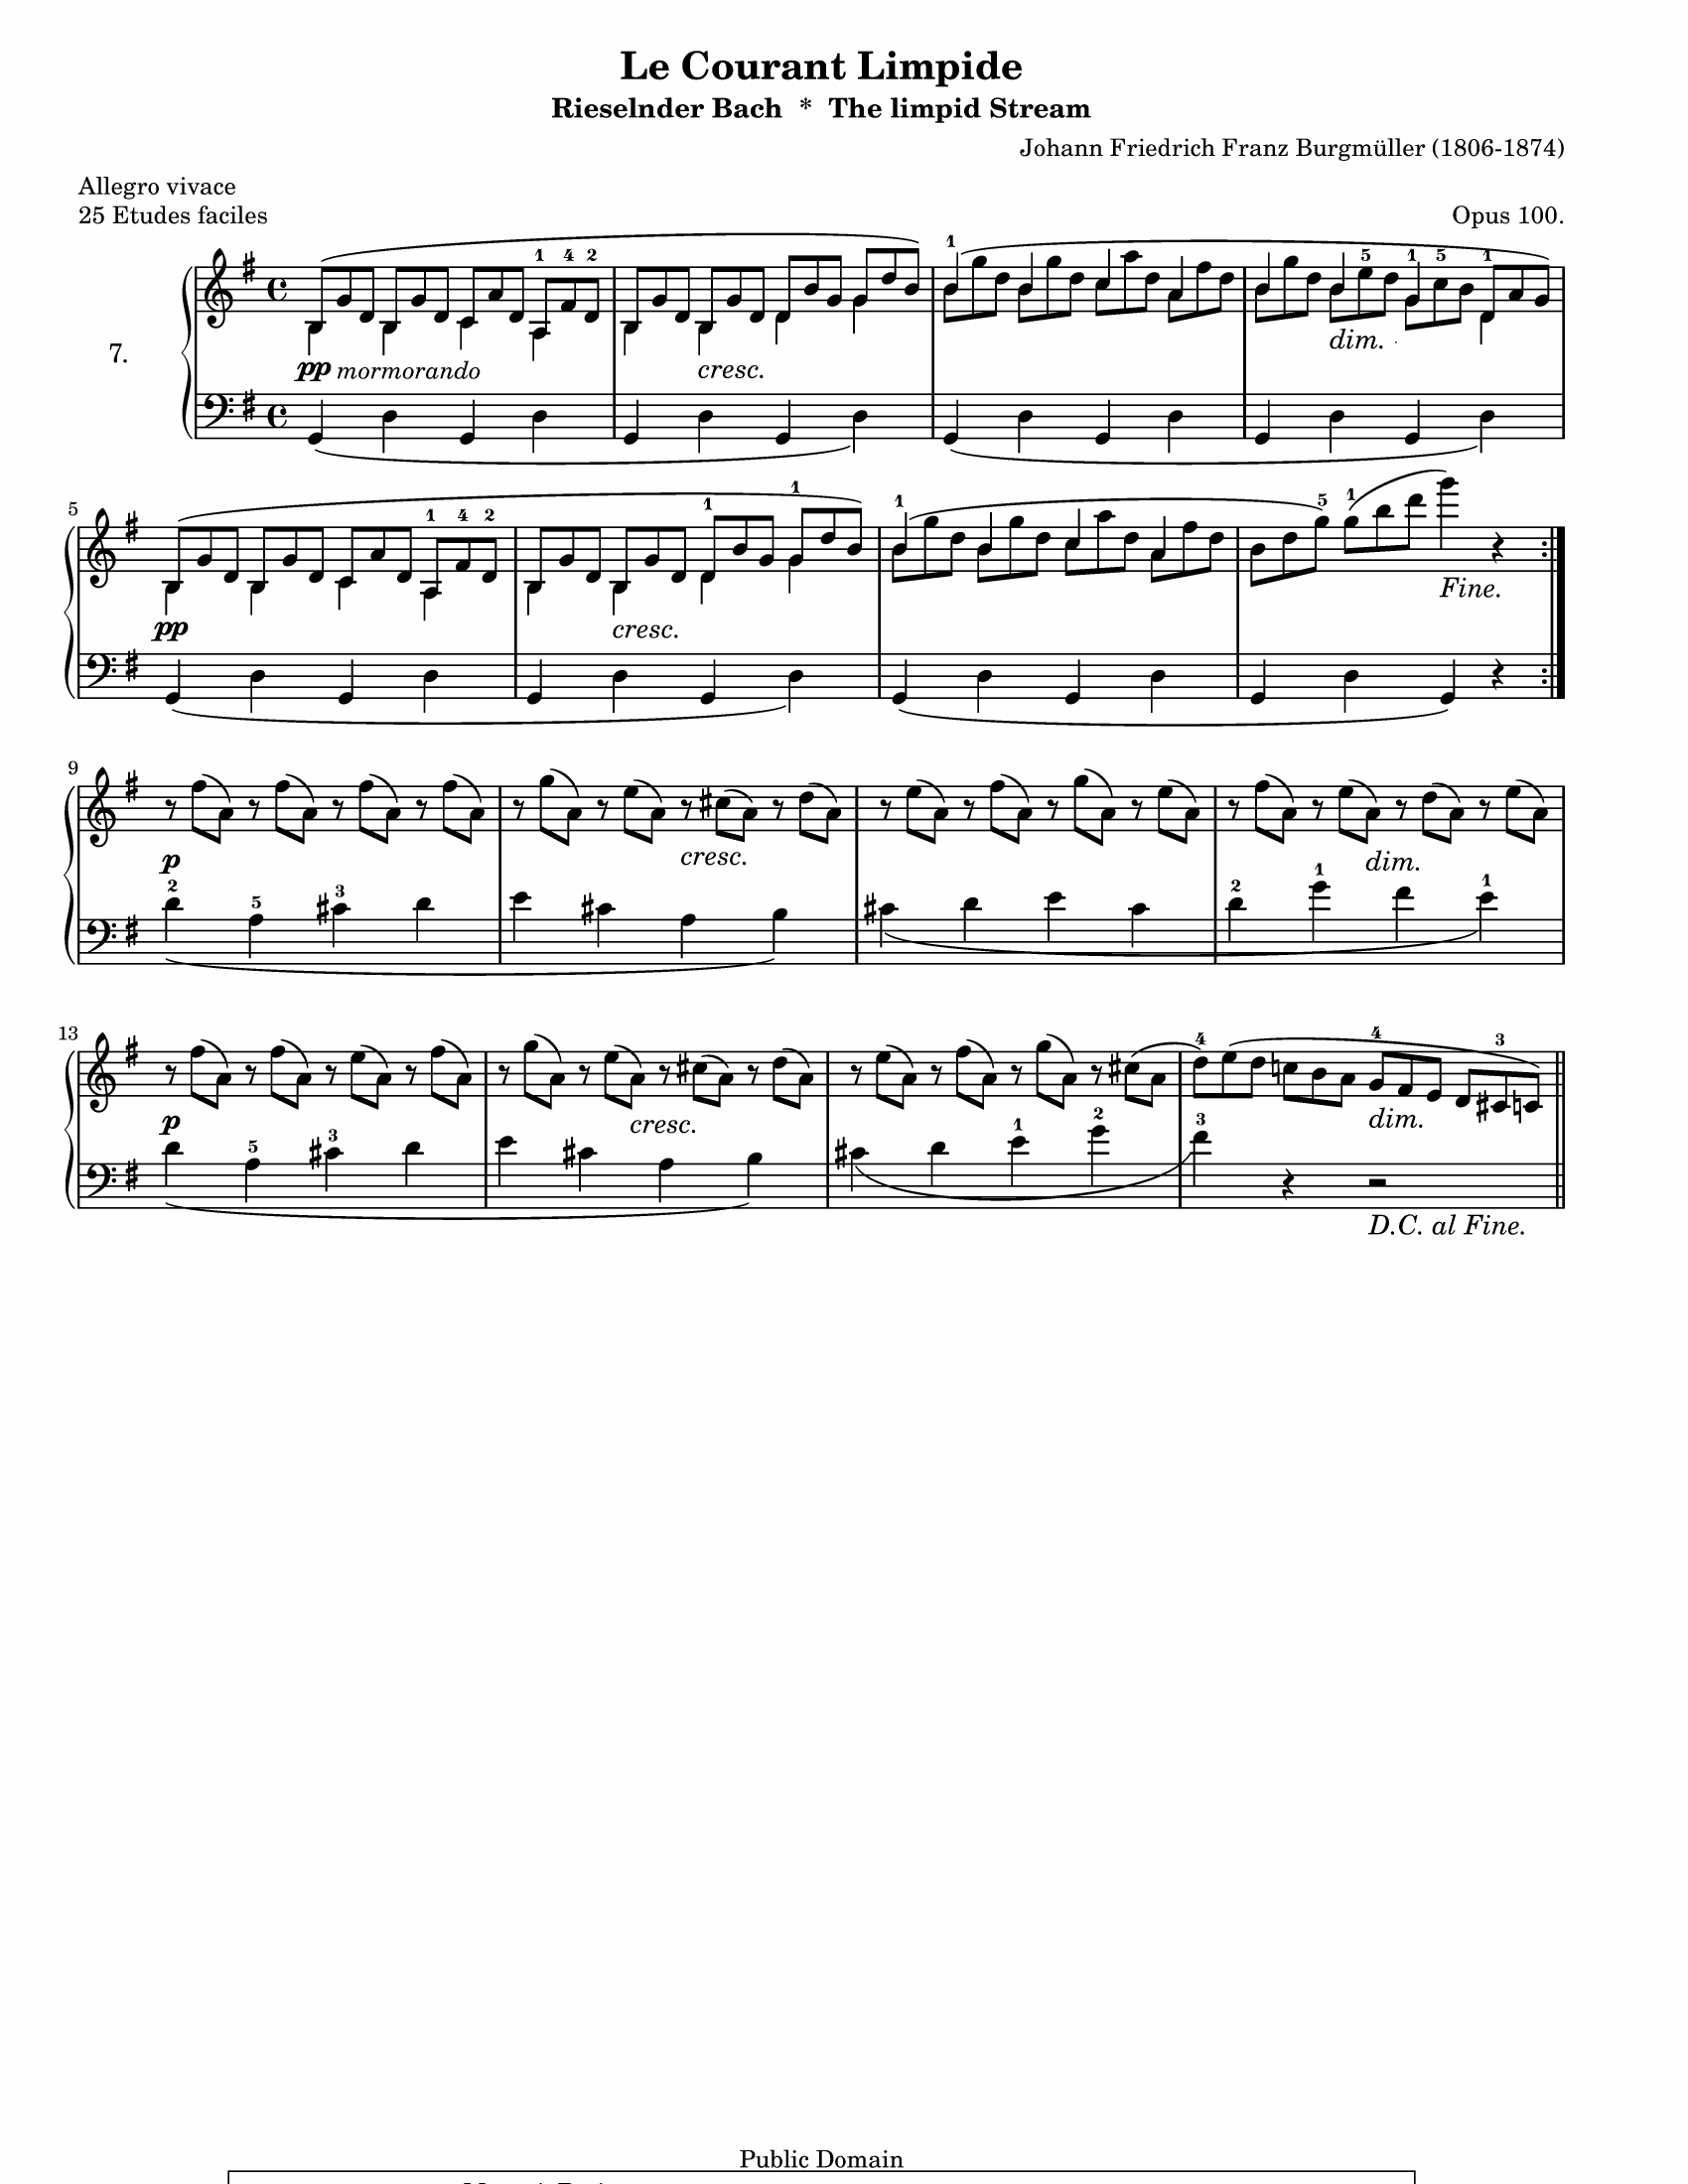 Le Courant Limpide
Rieselnder Bach * The limpid Stream
Johann Friedrich Franz Burgmüller (1806-1874)
Allegro vivace
25 Etudes faciles
Opus 100.
1 4 2 1 1 5 1 5 1
7.
pp mormorando cresc. dim.
5
1 4 2 1 1 1 5 1
pp cresc. Fine.
9
p cresc. dim.
2 5 3 2 1 1
13
4 4 3
p cresc. dim.
5 3 1 2 3
D.C. al Fine.
Public Domain